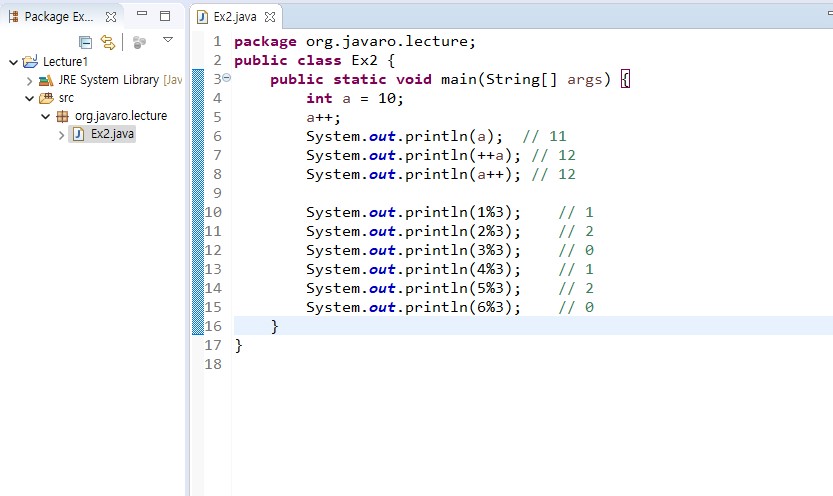 Package Ex...
Lecture1
JRE System Library [Jav
src
org.javaro.lecture
Ex2.java
Ex2.java
1 package org.javaro.lecture;
2 public class Ex2 {
3 public static void main(String[] args) {
4 int a = 10;
5 a++;
6 System.out.println(a); // 11
7 System.out.println(++a); // 12
8 System.out.println(a++); // 12
9
10 System.out.println(1%3); // 1
11 System.out.println(2%3); // 2
12 System.out.println(3%3); // 0
13 System.out.println(4%3); // 1
14 System.out.println(5%3); // 2
15 System.out.println(6%3); // 0
16 }
17 }
18